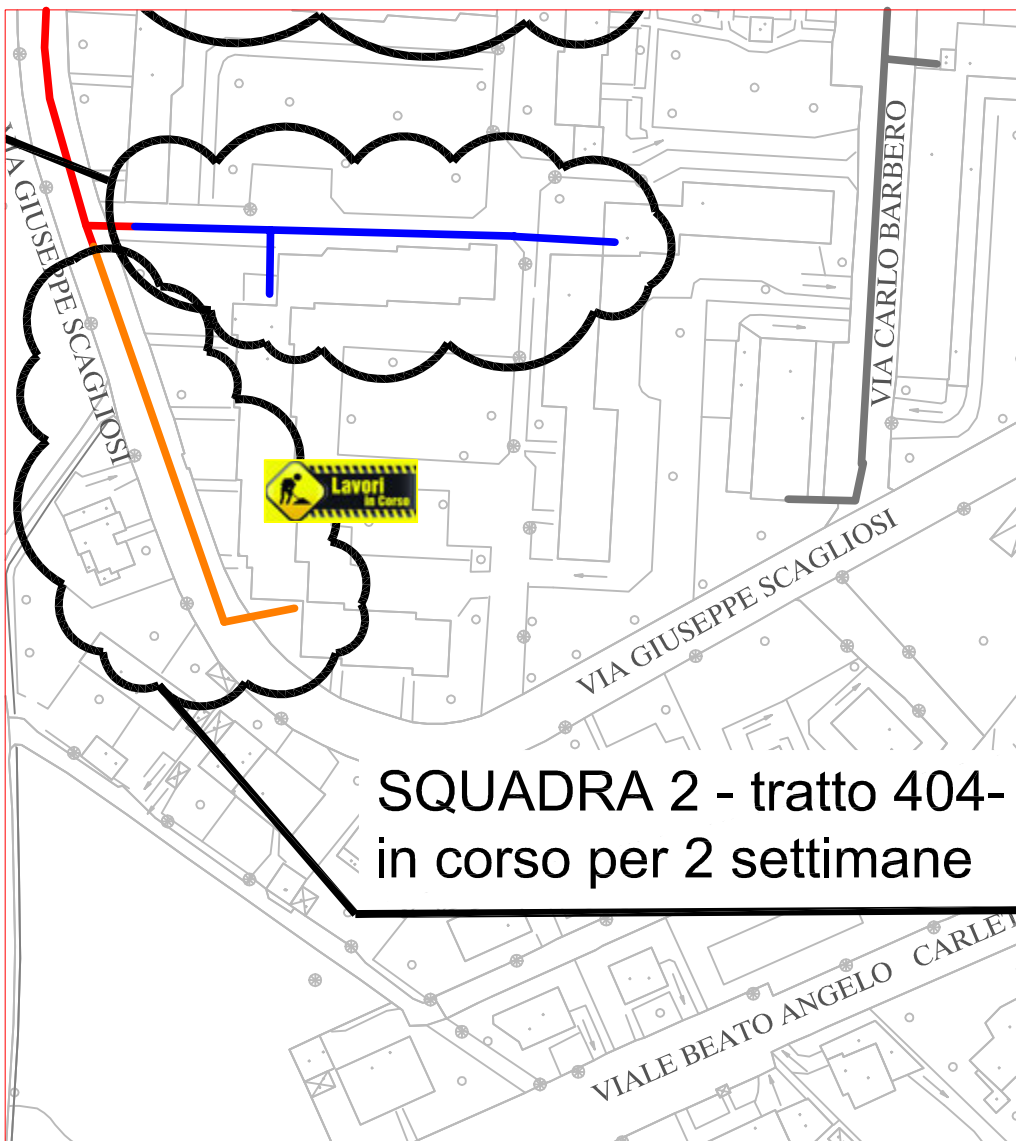 VIA GIUSEPPE SCAGLIOSI
VIA CARLO BARBERO
Lavori
in Corso
VIA GIUSEPPE SCAGLIOSI
SQUADRA 2 - tratto 404-
in corso per 2 settimane
VIALE BEATO ANGELO CARLET